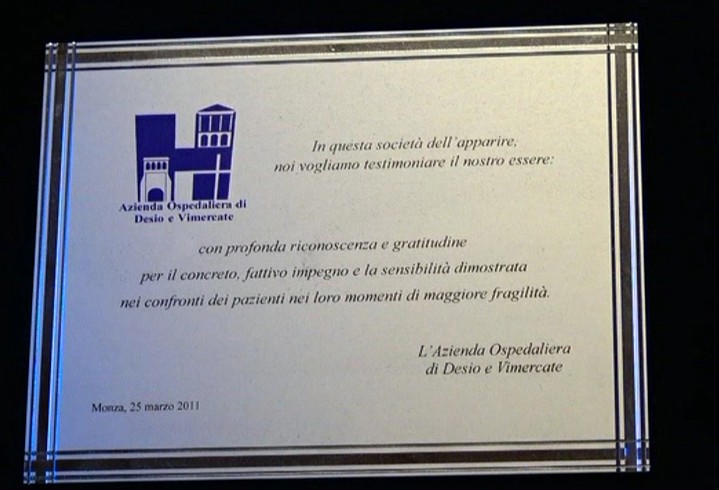 Azienda Ospedaliera di
Desio e Vimercate
In questa società dell'apparire,
noi vogliamo testimoniare il nostro essere:
con profonda riconoscenza e gratitudine
per il concreto, fattivo impegno e la sensibilità dimostrata
nei confronti dei pazienti nei loro momenti di maggiore fragilità.
L'Azienda Ospedaliera
di Desio e Vimercate
Monza, 25 marzo 2011